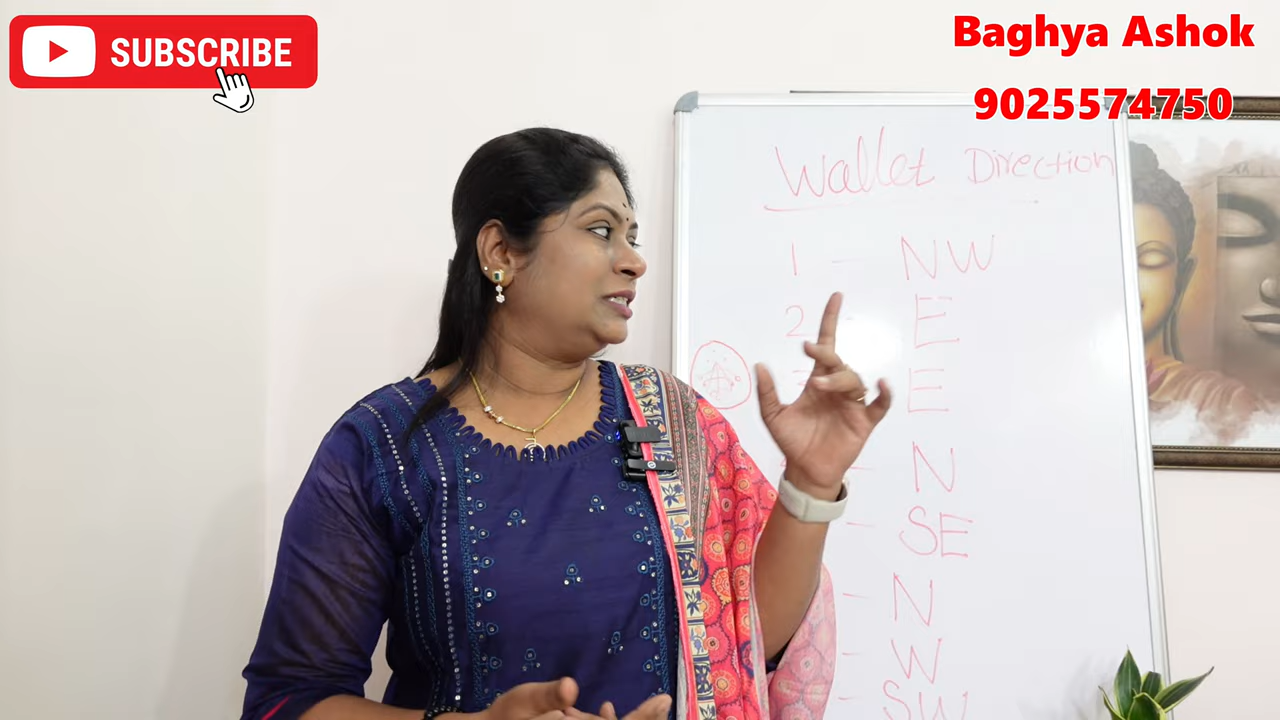 SUBSCRIBE
Baghya Ashok
9025574750
Wallet Direction
1 - NW
2 - E
E
- N
- SE
- N
- W
- SW